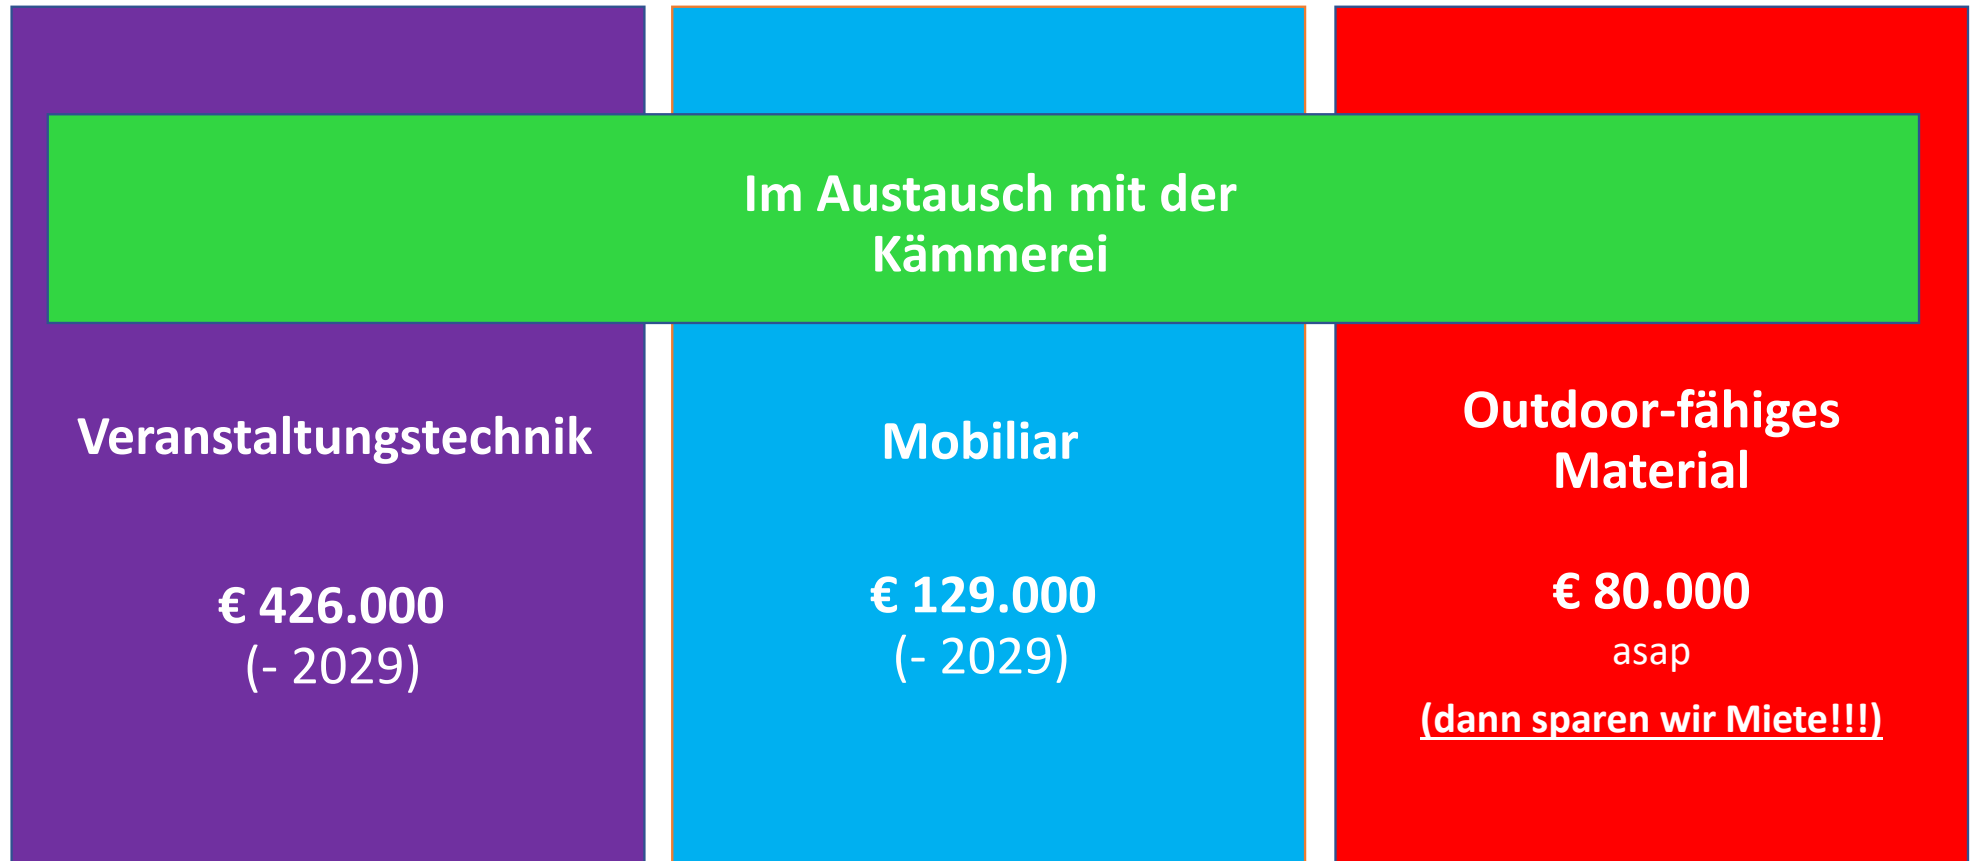 Im Austausch mit der
Kämmerei
Veranstaltungstechnik
€ 426.000
(- 2029)
Mobiliar
€ 129.000
(- 2029)
Outdoor-fähiges
Material
€ 80.000
asap
(dann sparen wir Miete!!!)